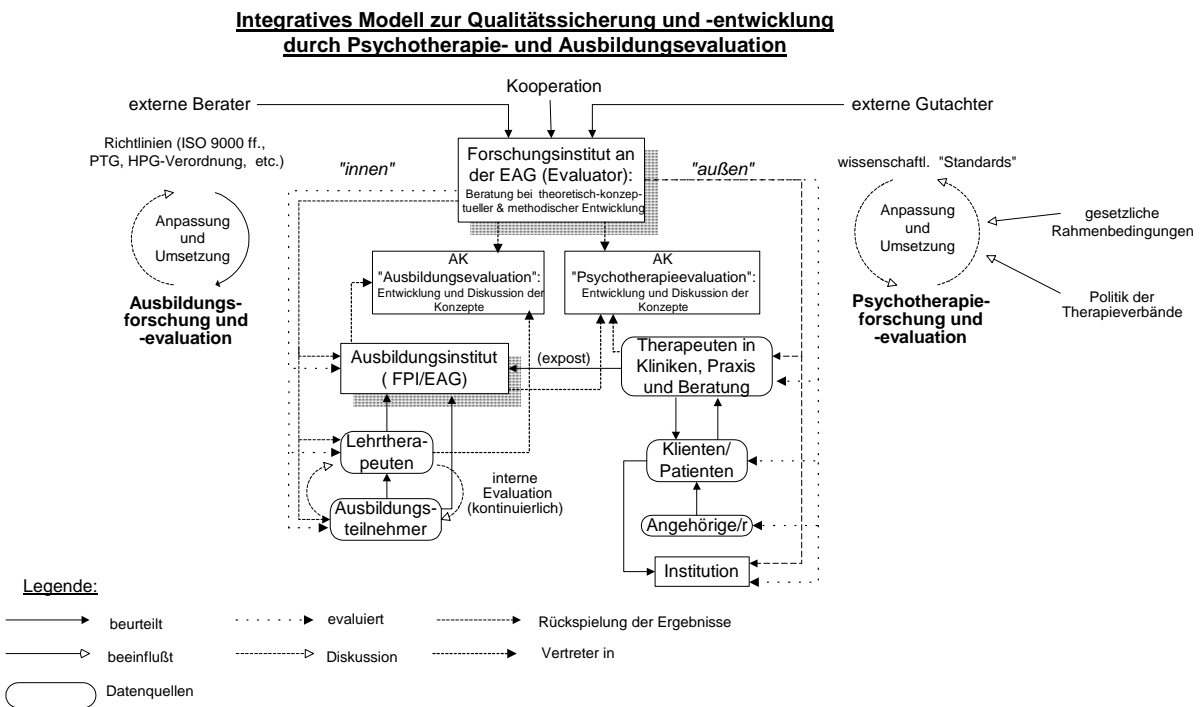 Integratives Modell zur Qualitätssicherung und -entwicklung
durch Psychotherapie- und Ausbildungsevaluation
Kooperation
externe Berater
externe Gutachter
Richtlinien (ISO 9000 ff.,
PTG, HPG-Verordnung, etc.)
"innen"
Forschungsinstitut an
der EAG (Evaluator):
Beratung bei theoretisch-konzep-
tueller & methodischer Entwicklung
"außen"
wissenschaftl. "Standards"
Anpassung
und
Umsetzung
Anpassung
und
Umsetzung
gesetzliche
Rahmenbedingungen
AK
"Ausbildungsevaluation":
Entwicklung und Diskussion der
Konzepte
AK
"Psychotherapieevaluation":
Entwicklung und Diskussion der
Konzepte
Ausbildungs-
forschung und
-evaluation
Psychotherapie-
forschung und
-evaluation
Politik der
Therapieverbände
Ausbildungsinstitut
( FPI/EAG)
(expost)
Therapeuten in
Kliniken, Praxis
und Beratung
Lehrthera-
peuten
Klienten/
Patienten
interne
Evaluation
(kontinuierlich)
Ausbildungs-
teilnehmer
Angehörige/r
Institution
Legende:
beurteilt
evaluiert
Rückspielung der Ergebnisse
beeinflußt
Diskussion
Vertreter in
Datenquellen